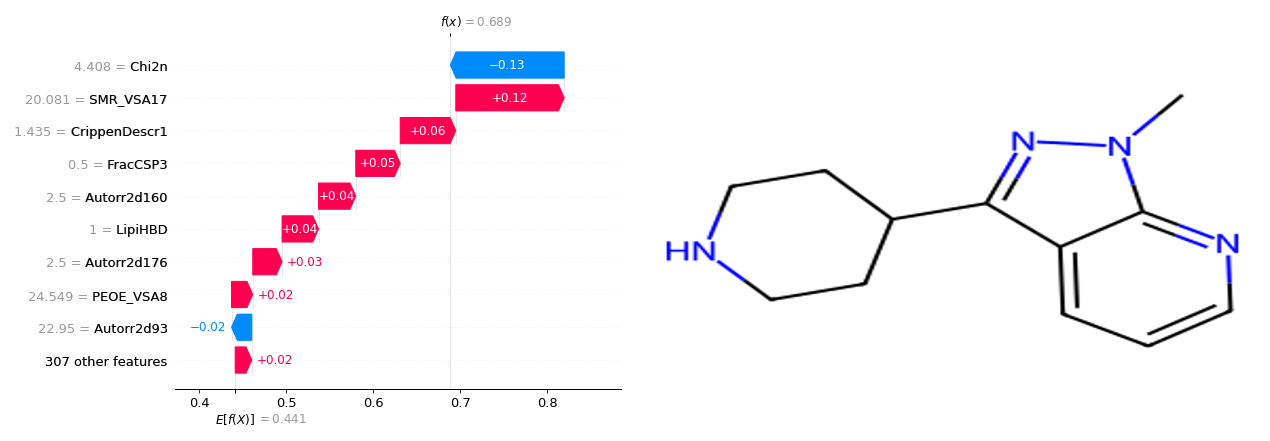 f(x) = 0.689
4.408 = Chi2n
−0.13
20.081 = SMR_VSA17
+0.12
1.435 = CrippenDescr1
+0.06
0.5 = FracCSP3
+0.05
2.5 = Autorr2d160
+0.04
1 = LipiHBD
+0.04
2.5 = Autorr2d176
+0.03
24.549 = PEOE_VSA8
+0.02
22.95 = Autorr2d93
−0.02
307 other features
+0.02
0.4 0.5 0.6 0.7 0.8
E[f(X)] = 0.441
N
N
N
HN